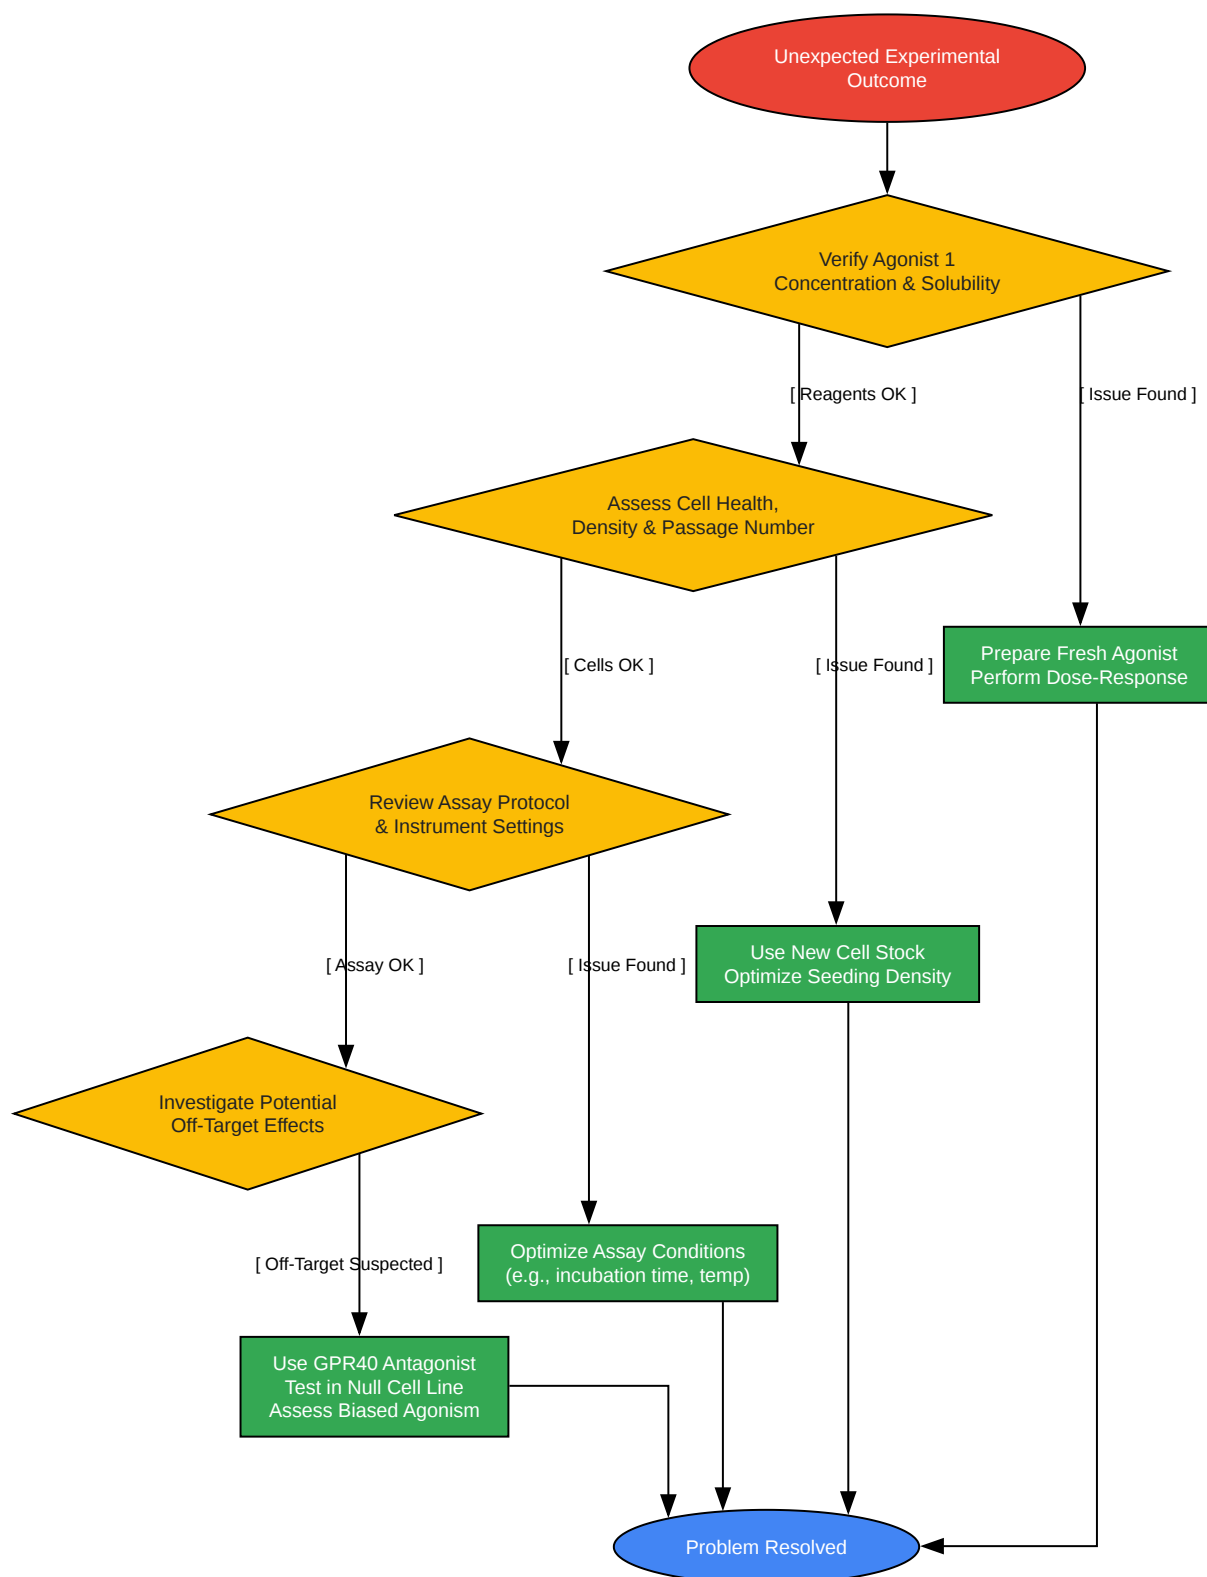 Unexpected Experimental
Outcome
Verify Agonist 1
Concentration & Solubility
[ Reagents OK ]
[ Issue Found ]
Assess Cell Health,
Density & Passage Number
[ Cells OK ]
[ Issue Found ]
Prepare Fresh Agonist
Perform Dose-Response
Review Assay Protocol
& Instrument Settings
[ Assay OK ]
[ Issue Found ]
Use New Cell Stock
Optimize Seeding Density
Investigate Potential
Off-Target Effects
[ Off-Target Suspected ]
Optimize Assay Conditions
(e.g., incubation time, temp)
Use GPR40 Antagonist
Test in Null Cell Line
Assess Biased Agonism
Problem Resolved